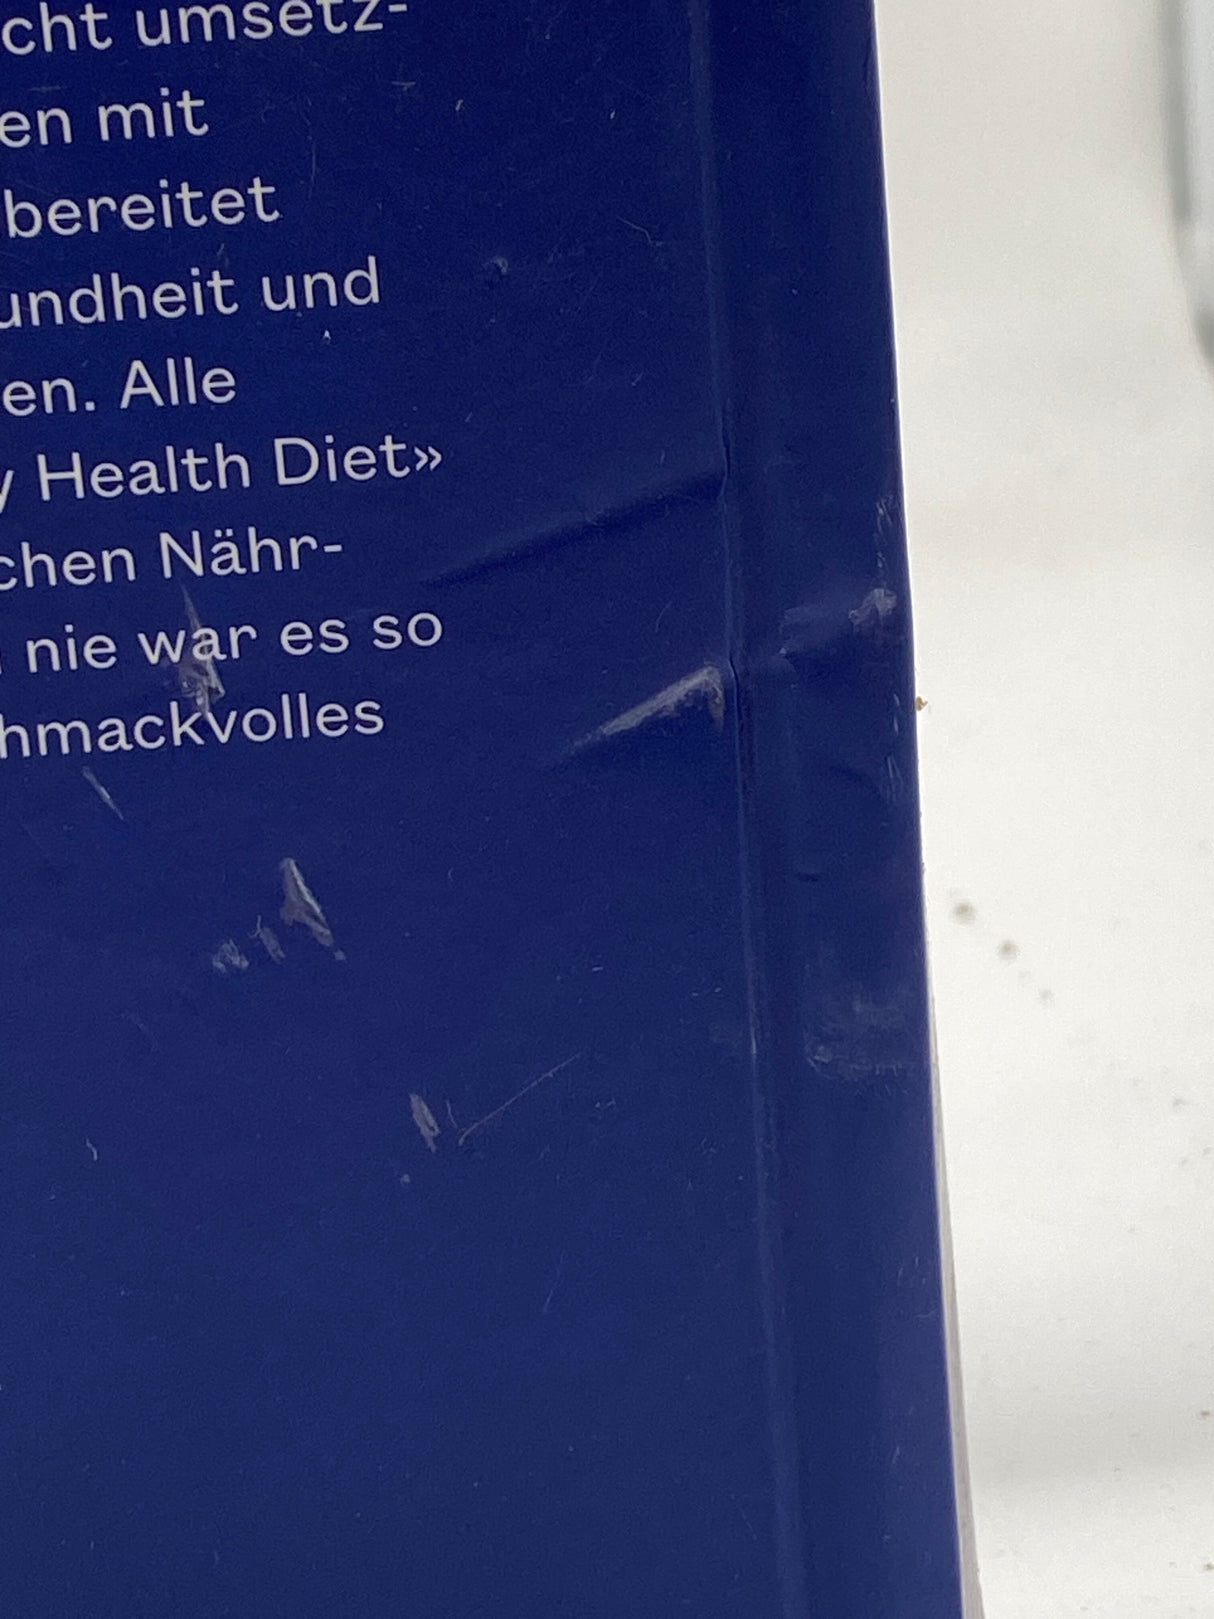 cht umsetz-
en mit
bereitet
undheit und
en. Alle
y Health Diet»
chen Nähr-
nie war es so
hmackvolles